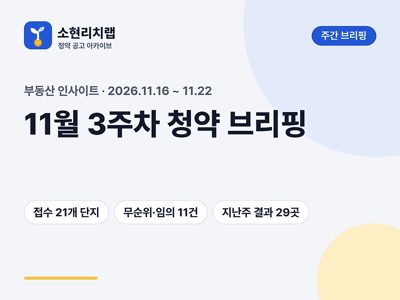 소현리치랩
청약 공고 아카이브
주간 브리핑
부동산 인사이트 · 2026.11.16 ~ 11.22
11월 3주차 청약 브리핑
접수 21개 단지
무순위·임의 11건
지난주 결과 29곳